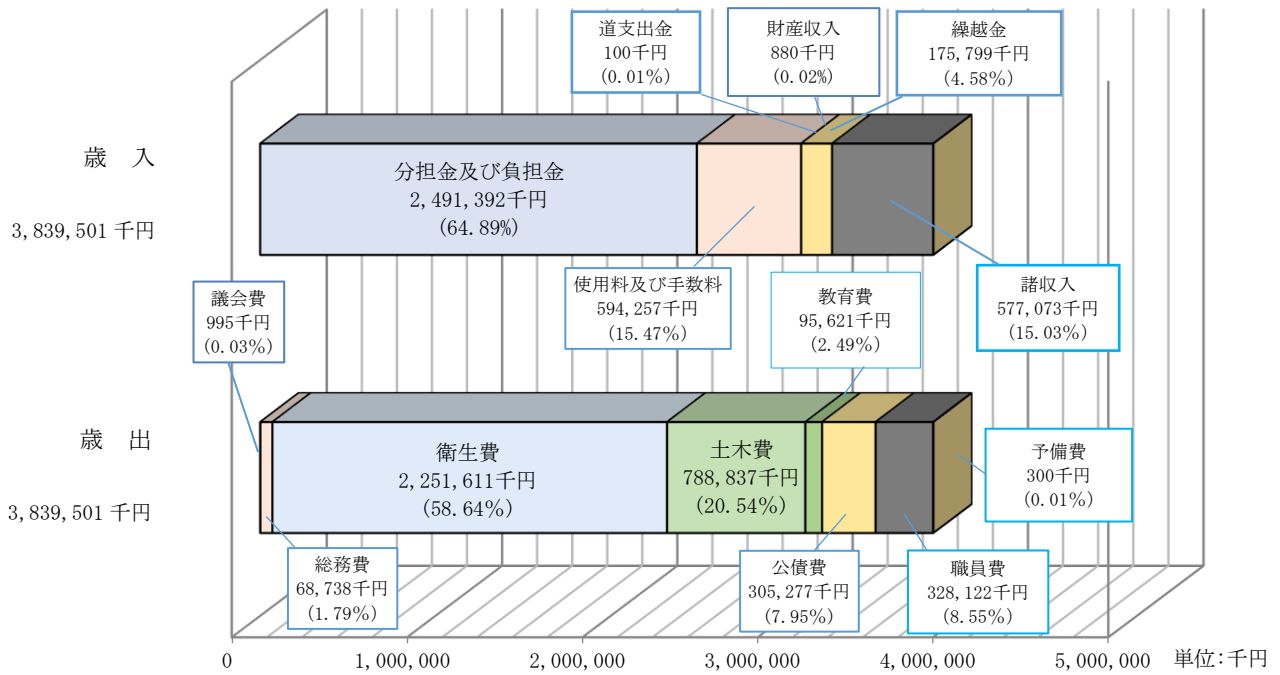 道支出金
100千円
(0.01%)
財産収入
880千円
(0.02%)
繰越金
175,799千円
(4.58%)
歳　入
3,839,501 千円
分担金及び負担金
2,491,392千円
(64.89%)
使用料及び手数料
594,257千円
(15.47%)
諸収入
577,073千円
(15.03%)
議会費
995千円
(0.03%)
教育費
95,621千円
(2.49%)
歳　出
3,839,501 千円
衛生費
2,251,611千円
(58.64%)
土木費
788,837千円
(20.54%)
予備費
300千円
(0.01%)
総務費
68,738千円
(1.79%)
公債費
305,277千円
(7.95%)
職員費
328,122千円
(8.55%)
0 1,000,000 2,000,000 3,000,000 4,000,000 5,000,000 単位:千円